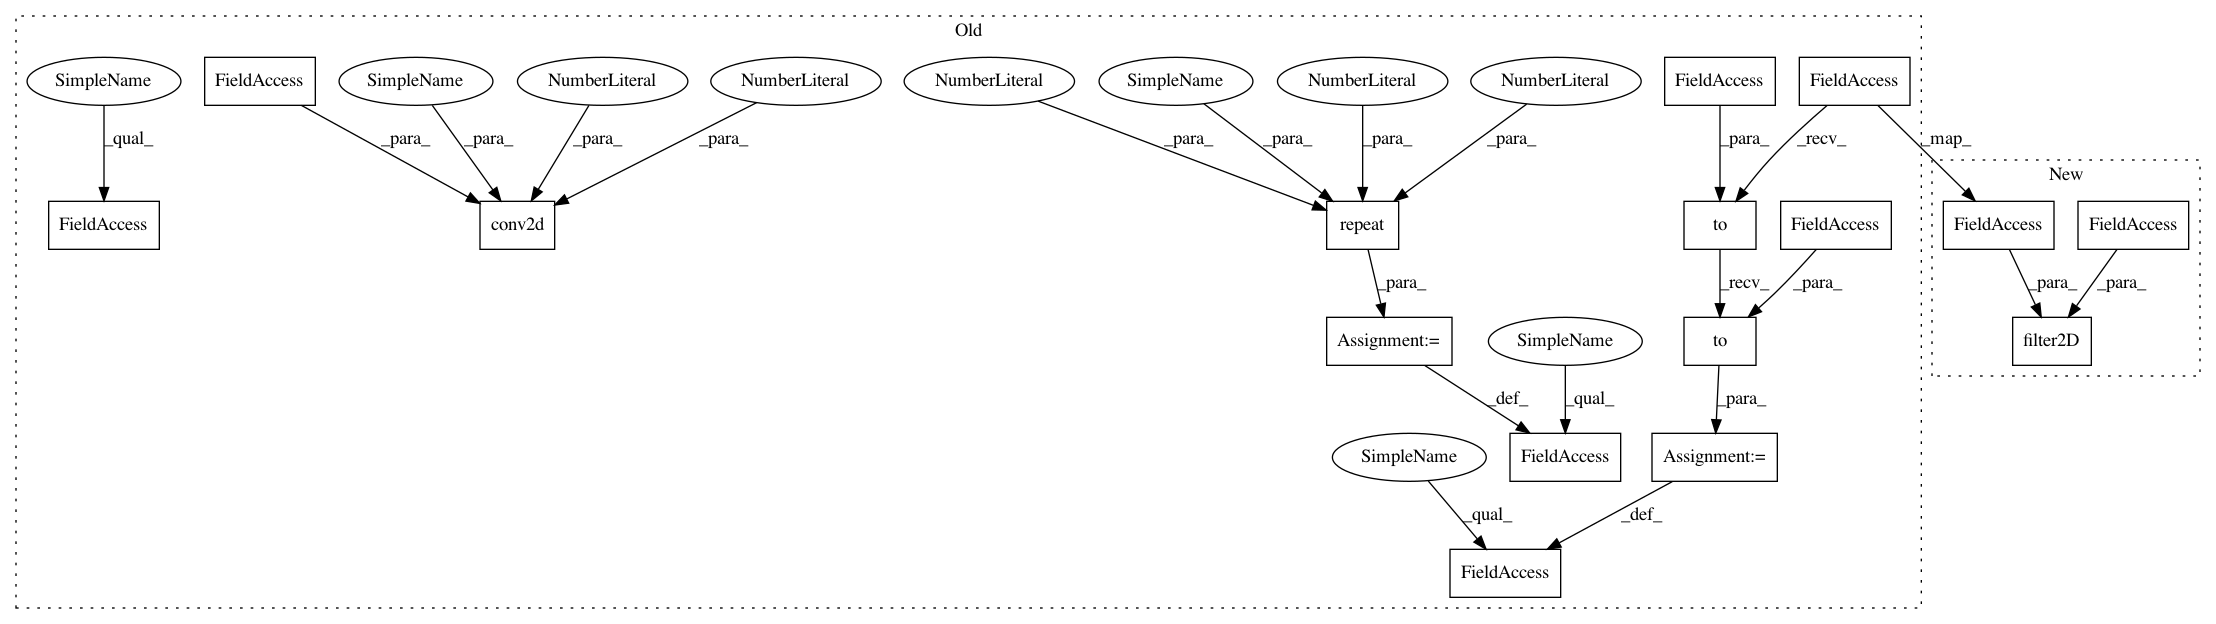 Old
SimpleName
FieldAccess
SimpleName
NumberLiteral
NumberLiteral
NumberLiteral
SimpleName
NumberLiteral
NumberLiteral
FieldAccess
FieldAccess
_qual_
_para_
_para_
_para_
_para_
_para_
_para_
_para_
_para_
_para_
_recv_
_map_
New
FieldAccess
conv2d
repeat
to
FieldAccess
FieldAccess
FieldAccess
_para_
_recv_
_para_
_para_
_para_
Assignment:=
SimpleName
to
filter2D
_def_
_qual_
_para_
SimpleName
FieldAccess
Assignment:=
_qual_
_def_
FieldAccess